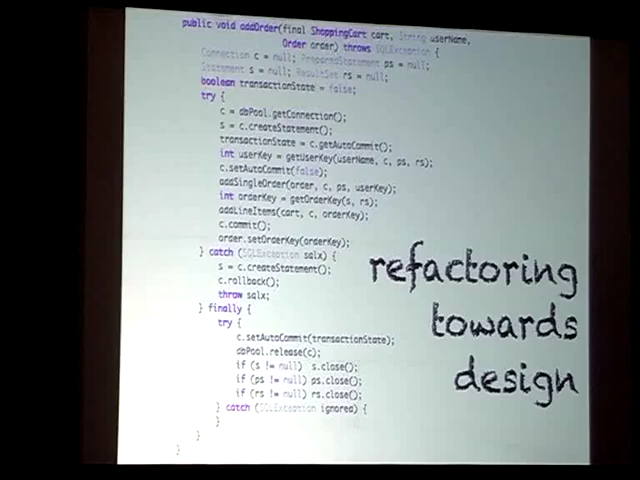 public void addOrder(final ShoppingCart cart, String userName,
Order order) throws SQLException {
Connection c = null; PreparedStatement ps = null;
Statement s = null; ResultSet rs = null;
boolean transactionState = false;
try {
c = dbPool.getConnection();
s = c.createStatement();
transactionState = c.getAutoCommit();
int userKey = getUserKey(userName, c, ps, rs);
c.setAutoCommit(false);
addSingleOrder(order, c, ps, userKey);
int orderKey = getOrderKey(s, rs);
addLineItems(cart, c, orderKey);
c.commit();
order.setOrderKey(orderKey);
} catch (SQLException sqlx) {
s = c.createStatement();
c.rollback();
throw sqlx;
} finally {
try {
c.setAutoCommit(transactionState);
dbPool.release(c);
if (s != null) s.close();
if (ps != null) ps.close();
if (rs != null) rs.close();
} catch (SQLException ignored) {
}
}
}
refactoring
towards
design